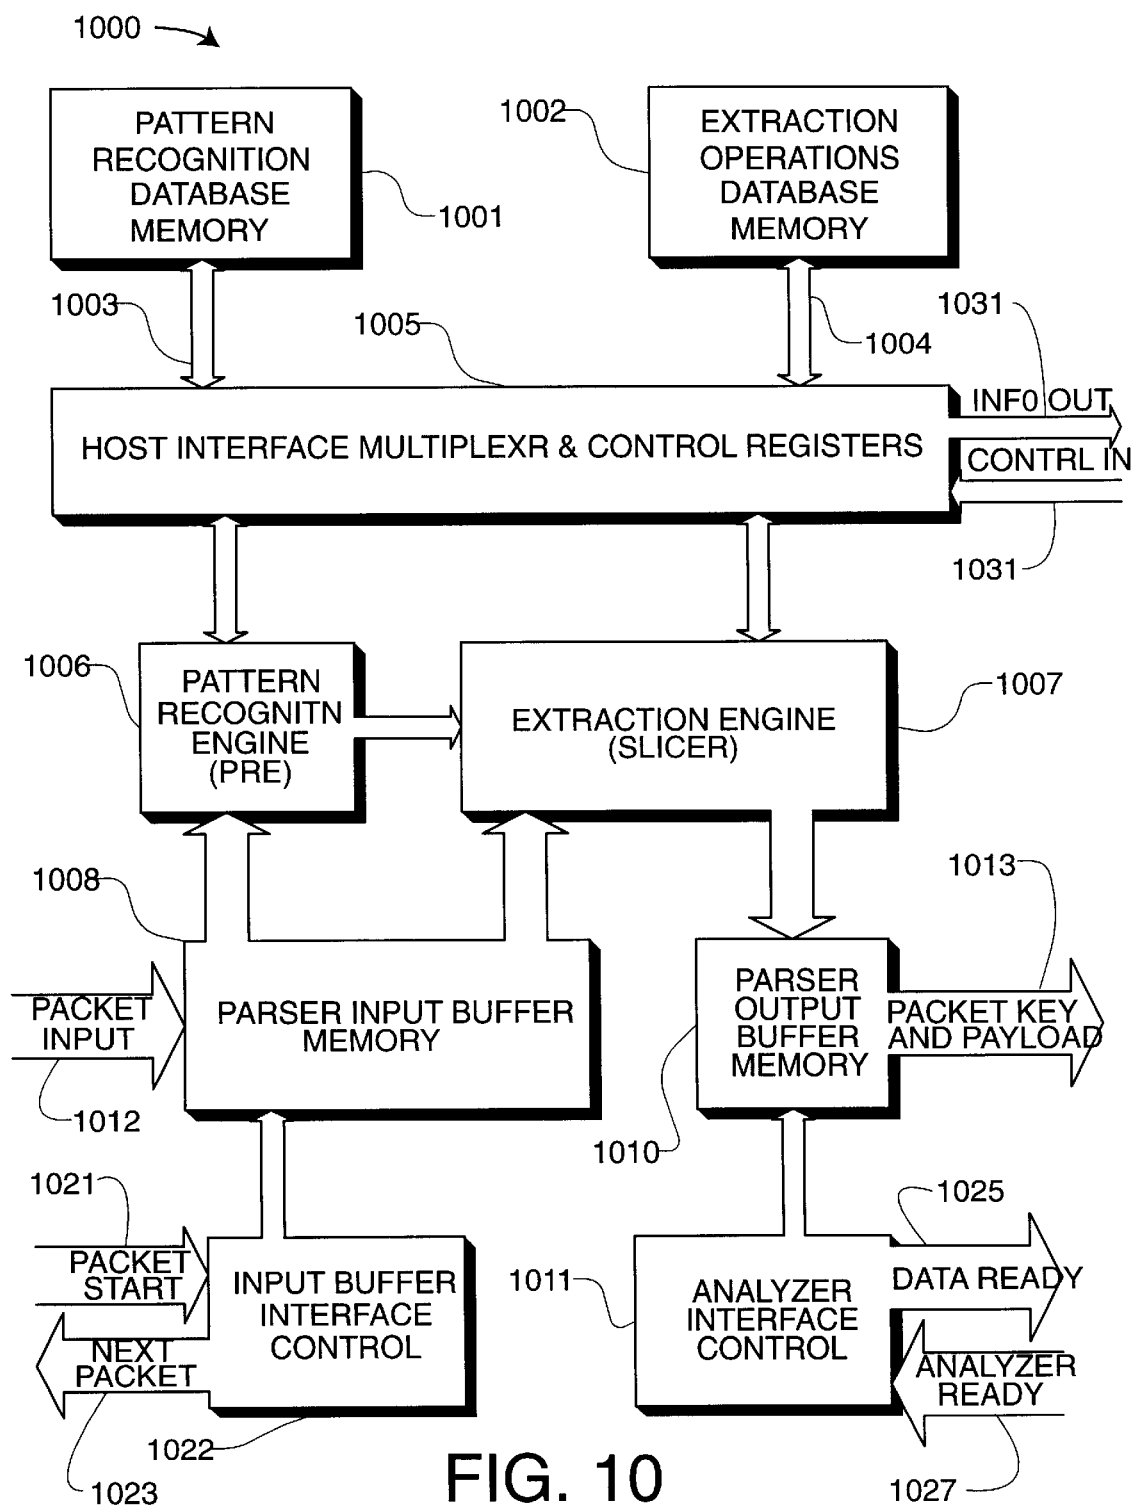 1000
PATTERN
RECOGNITION
DATABASE
MEMORY
1001
1002
EXTRACTION
OPERATIONS
DATABASE
MEMORY
1003
1005
1004
1031
HOST INTERFACE MULTIPLEXR & CONTROL REGISTERS
INFO OUT
CONTRL IN
1031
1006
PATTERN
RECOGNITN
ENGINE
(PRE)
EXTRACTION ENGINE
(SLICER)
1007
1008
1013
PACKET
INPUT
PARSER INPUT BUFFER
MEMORY
PARSER
OUTPUT
BUFFER
MEMORY
PACKET KEY
AND PAYLOAD
1012
1010
1021
1025
PACKET
START
NEXT
PACKET
INPUT BUFFER
INTERFACE
CONTROL
1011
ANALYZER
INTERFACE
CONTROL
DATA READY
ANALYZER
READY
1022
1023
1027
FIG. 10